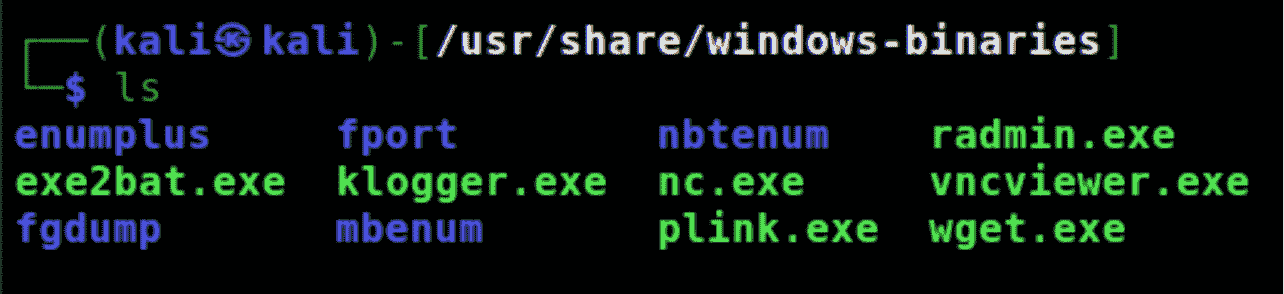 ┌──(kali㉿kali)-[/usr/share/windows-binaries]
└─$ ls
enumplus fport nbtenum radmin.exe
exe2bat.exe klogger.exe nc.exe vncviewer.exe
fgdump mbenum plink.exe wget.exe